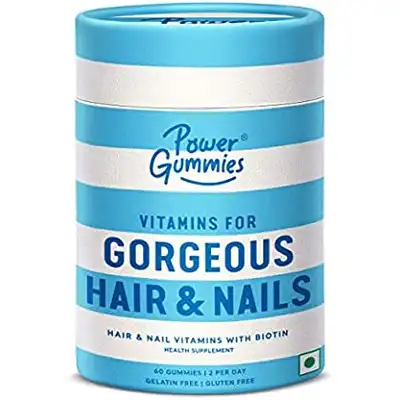 Power®
Gummies
VITAMINS FOR
GORGEOUS
HAIR & NAILS
HAIR & NAIL VITAMINS WITH BIOTIN
HEALTH SUPPLEMENT
60 GUMMIES | 2 PER DAY
GELATIN FREE | GLUTEN FREE